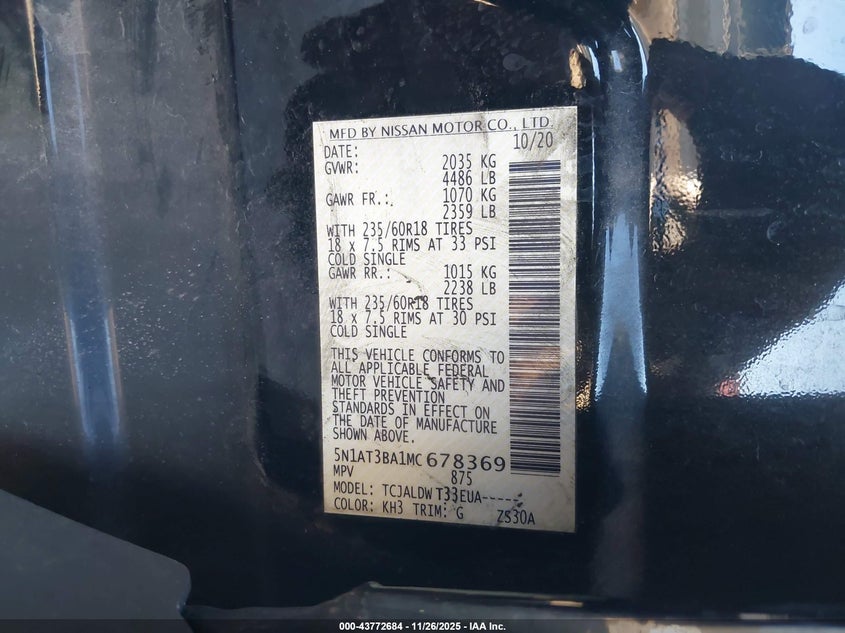 MFD BY NISSAN MOTOR CO., LTD.
DATE: 10/20
GVWR: 2035 KG
4486 LB
GAWR FR.: 1070 KG
2359 LB
WITH 235/60R18 TIRES
18 x 7.5 RIMS AT 33 PSI
COLD SINGLE
GAWR RR.: 1015 KG
2238 LB
WITH 235/60R18 TIRES
18 x 7.5 RIMS AT 30 PSI
COLD SINGLE
THIS VEHICLE CONFORMS TO
ALL APPLICABLE FEDERAL
MOTOR VEHICLE SAFETY AND
THEFT PREVENTION
STANDARDS IN EFFECT ON
THE DATE OF MANUFACTURE
SHOWN ABOVE.
5N1AT3BA1MC678369
MPV 875
MODEL: TCJALDW T33EUA-----
COLOR: KH3 TRIM: G ZS30A
000-43772684 - 11/26/2025 - IAA Inc.